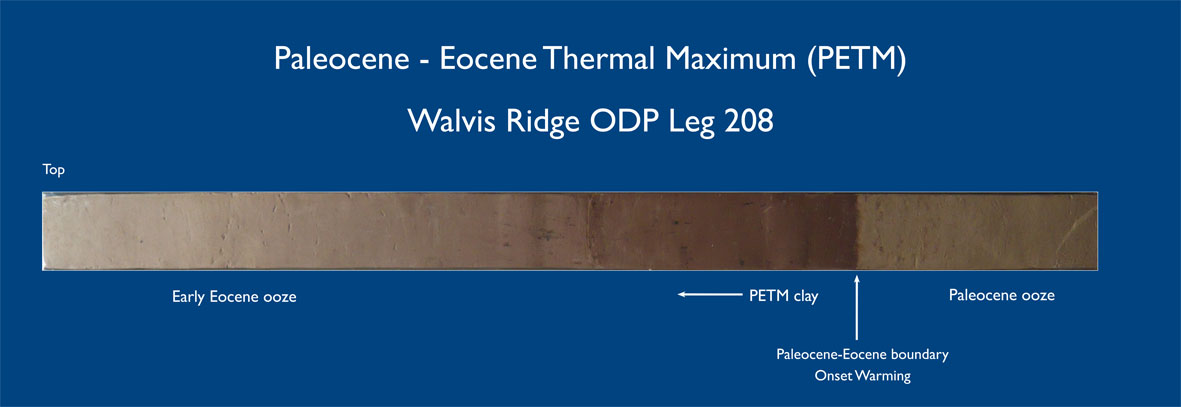 Paleocene - Eocene Thermal Maximum (PETM)
Walvis Ridge ODP Leg 208
Top
Early Eocene ooze
PETM clay
Paleocene ooze
Paleocene-Eocene boundary
Onset Warming